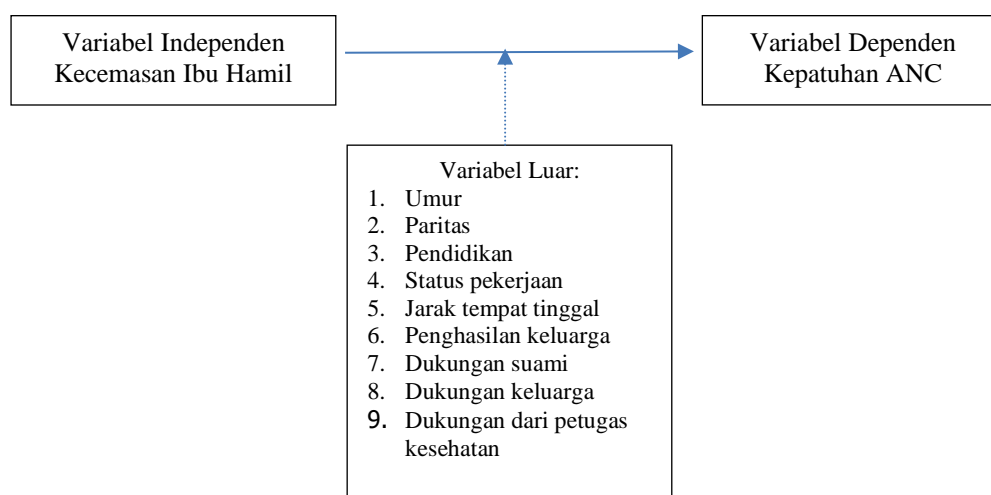 Variabel Independen
Kecemasan Ibu Hamil
Variabel Dependen
Kepatuhan ANC
Variabel Luar:
1. Umur
2. Paritas
3. Pendidikan
4. Status pekerjaan
5. Jarak tempat tinggal
6. Penghasilan keluarga
7. Dukungan suami
8. Dukungan keluarga
9. Dukungan dari petugas
kesehatan